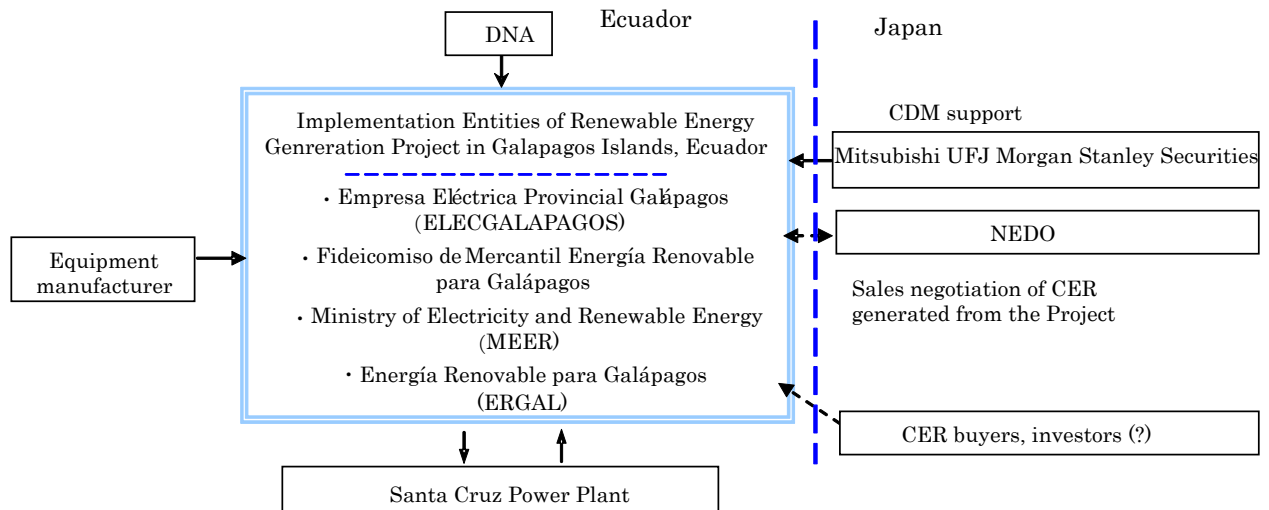 Ecuador
Japan
DNA
Implementation Entities of Renewable Energy
Genreration Project in Galapagos Islands, Ecuador
・Empresa Eléctrica Provincial Galápagos
(ELECGALAPAGOS)
・Fideicomiso de Mercantil Energía Renovable
para Galápagos
・Ministry of Electricity and Renewable Energy
(MEER)
・Energía Renovable para Galápagos
(ERGAL)
Equipment
manufacturer
Santa Cruz Power Plant
CDM support
Mitsubishi UFJ Morgan Stanley Securities
NEDO
Sales negotiation of CER
generated from the Project
CER buyers, investors (?)